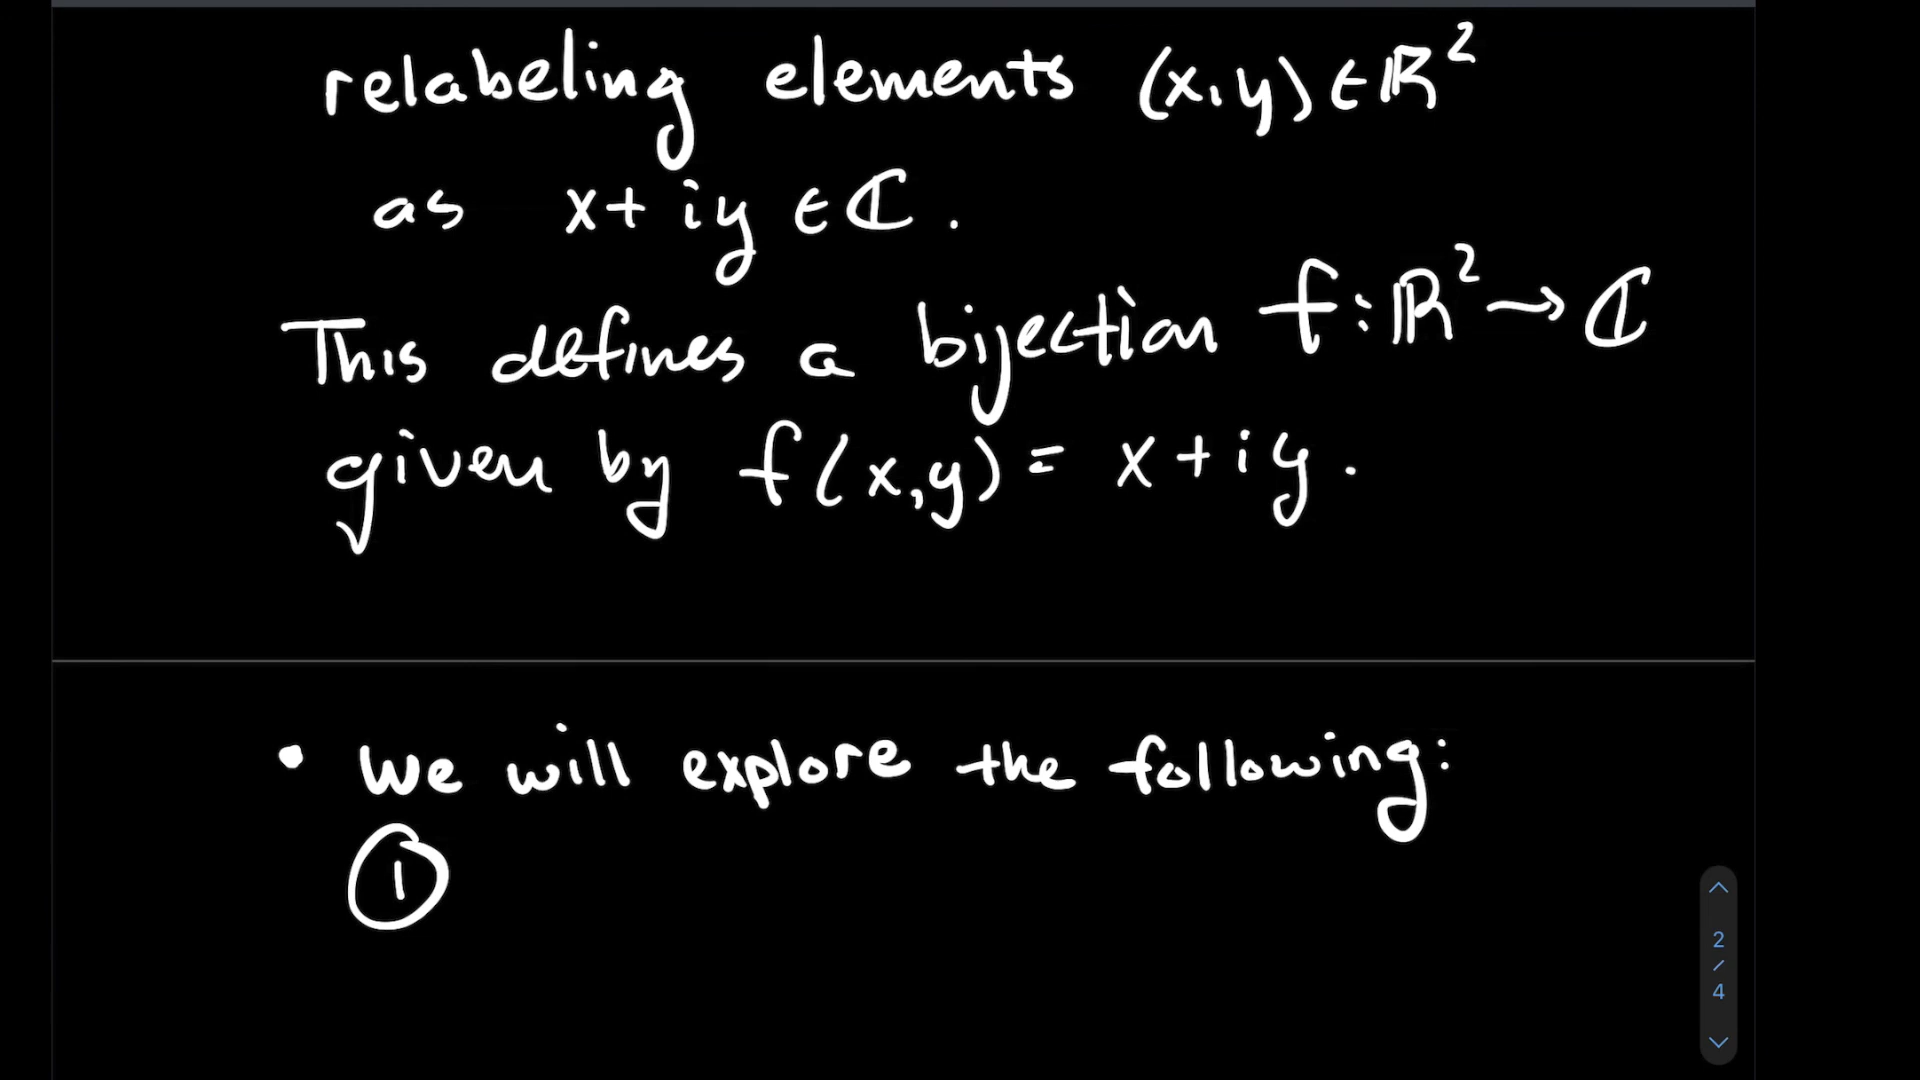 relabeling elements (x,y) ∈ ℝ²
as x + iy ∈ ℂ.
This defines a bijection f: ℝ² → ℂ
given by f(x,y) = x + iy.
• We will explore the following:
①
2
/
4